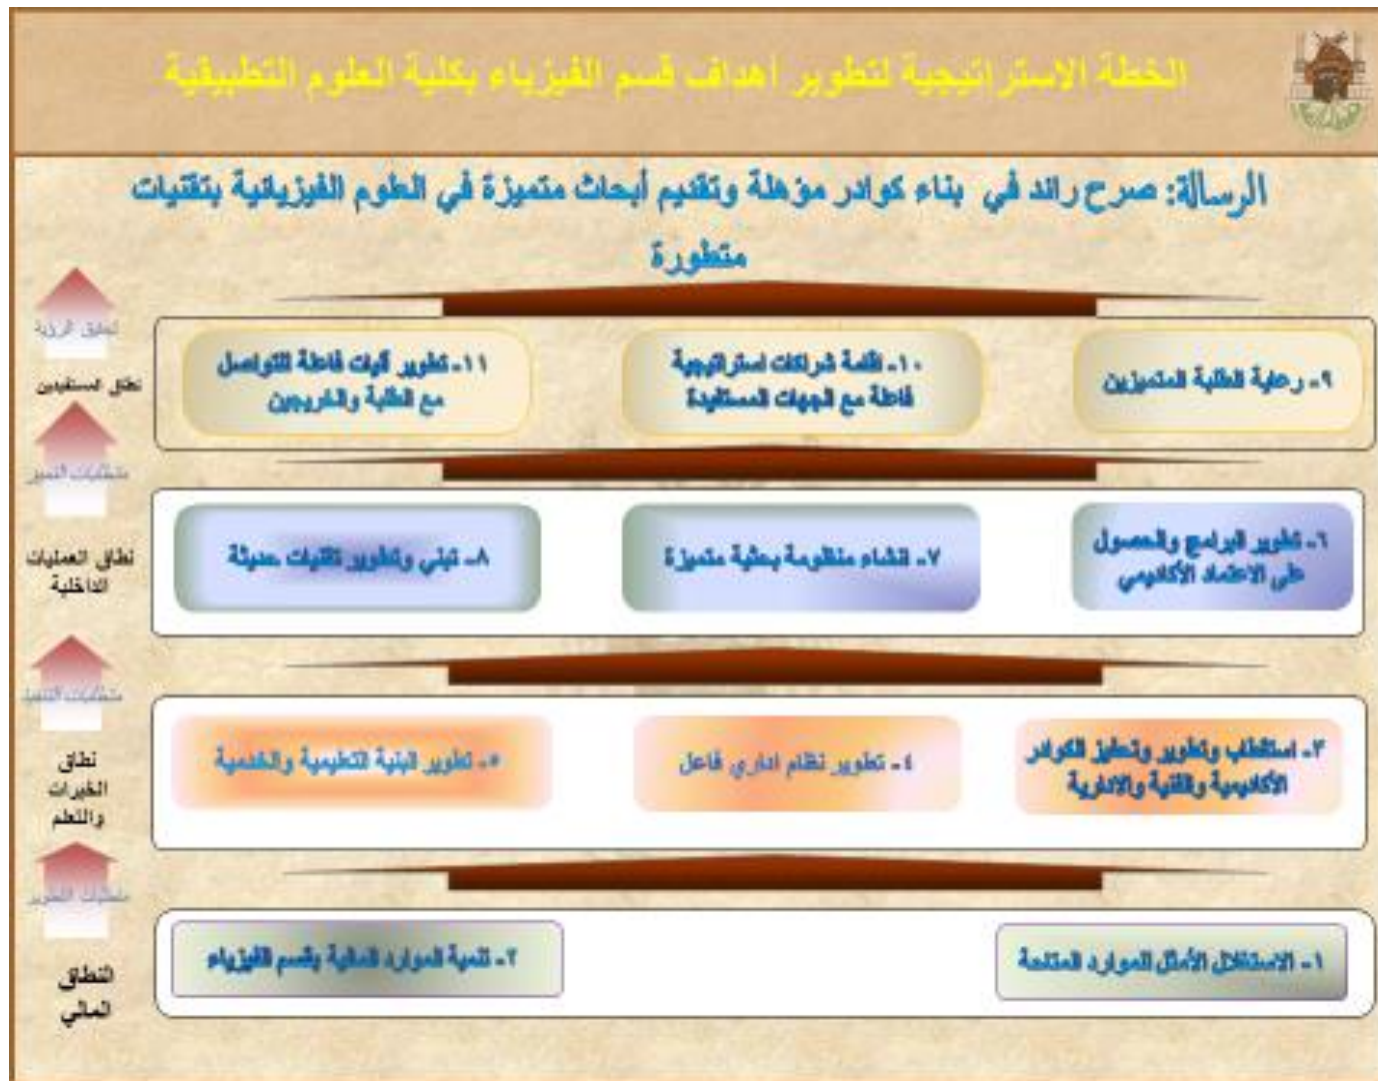 الخطة الاستراتيجية لتطوير أهداف قسم الفيزياء بكلية العلوم التطبيقية
الرسالة: صرح رائد في بناء كوادر مؤهلة وتقديم أبحاث متميزة في العلوم الفيزيائية بتقنيات
متطورة
تحقيق الرؤية
نطاق المستفيدين
٩- رعاية الطلبة المتميزين
١٠- اقامة شراكات استراتيجية
فاعلة مع الجهات المستفيدة
١١- تطوير آليات فاعلة للتواصل
مع الطلبة والخريجين
متطلبات التميز
نطاق العمليات
الداخلية
٦- تطوير البرامج والحصول
على الاعتماد الأكاديمي
٧- انشاء منظومة بحثية متميزة
٨- تبني وتطوير تقنيات حديثة
متطلبات التنفيذ
نطاق
الخبرات
والتعلم
٣- استقطاب وتطوير وتحفيز الكوادر
الأكاديمية والفنية والادارية
٤- تطوير نظام اداري فاعل
٥- تطوير البنية التعليمية والخدمية
متطلبات التطوير
النطاق
المالي
١- الاستغلال الأمثل للموارد المتاحة
٢- تنمية الموارد المالية بقسم الفيزياء